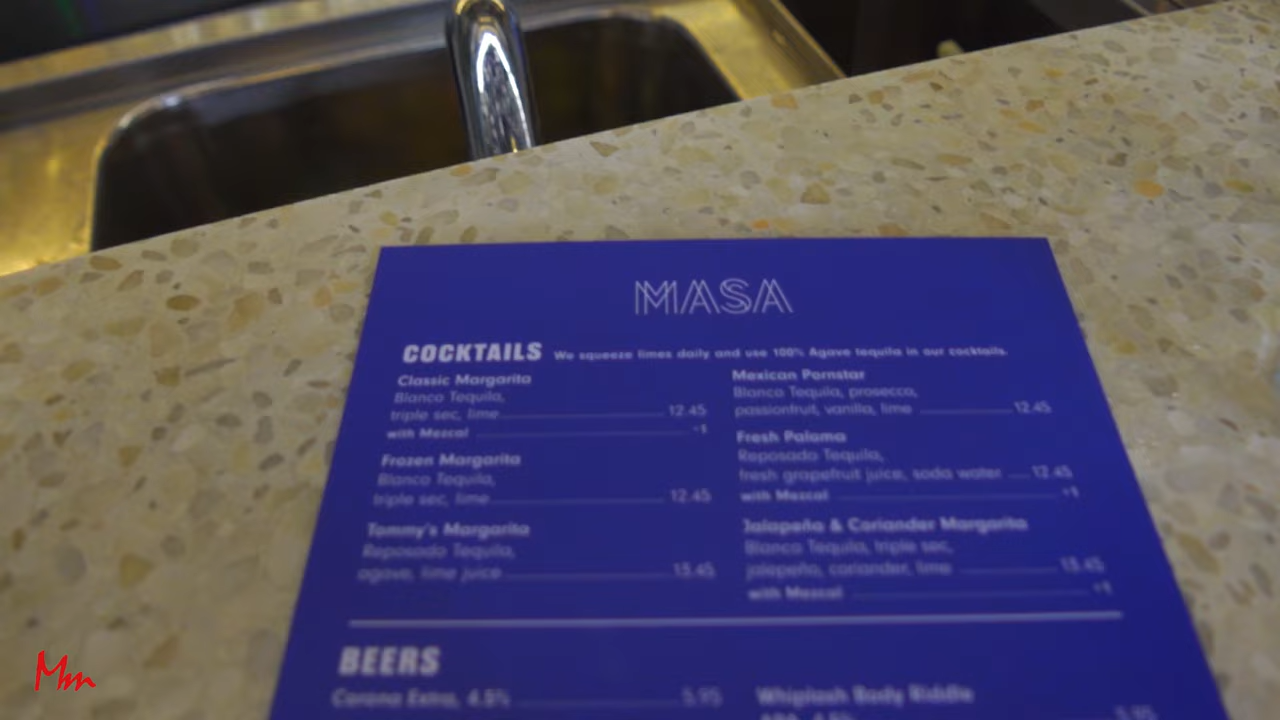 MASA
COCKTAILS We squeeze limes daily and use 100% Agave tequila in our cocktails.
Classic Margarita
Blanco Tequila,
triple sec, lime 12.45
with Mezcal +1
Frozen Margarita
Blanco Tequila,
triple sec, lime 12.45
Tommy's Margarita
Reposado Tequila,
agave, lime juice 13.45
Mexican Pornstar
Blanco Tequila, prosecco,
passionfruit, vanilla, lime 12.45
Fresh Paloma
Reposado Tequila,
fresh grapefruit juice, soda water 12.45
with Mezcal +1
Jalapeño & Coriander Margarita
Blanco Tequila, triple sec,
jalapeño, coriander, lime 13.45
with Mezcal +1
BEERS
Corona Extra, 4.5% 5.95
Whiplash Body Riddle
4.5% 5.95
Mm